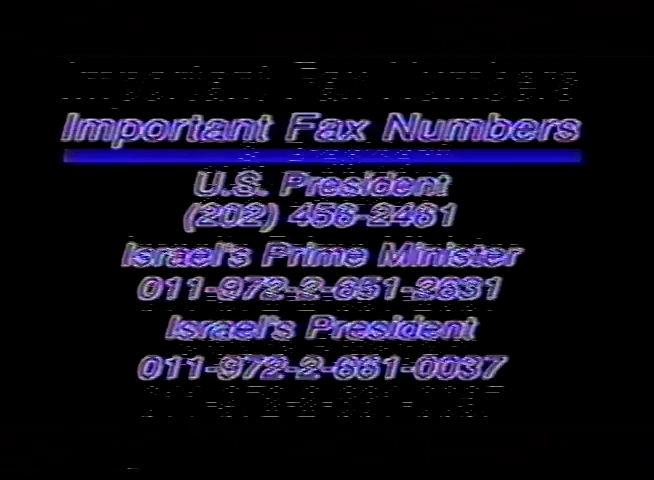 Important Fax Numbers
U.S. President
(202) 456-2461
Israel's Prime Minister
011-972-2-651-2631
Israel's President
011-972-2-661-0037